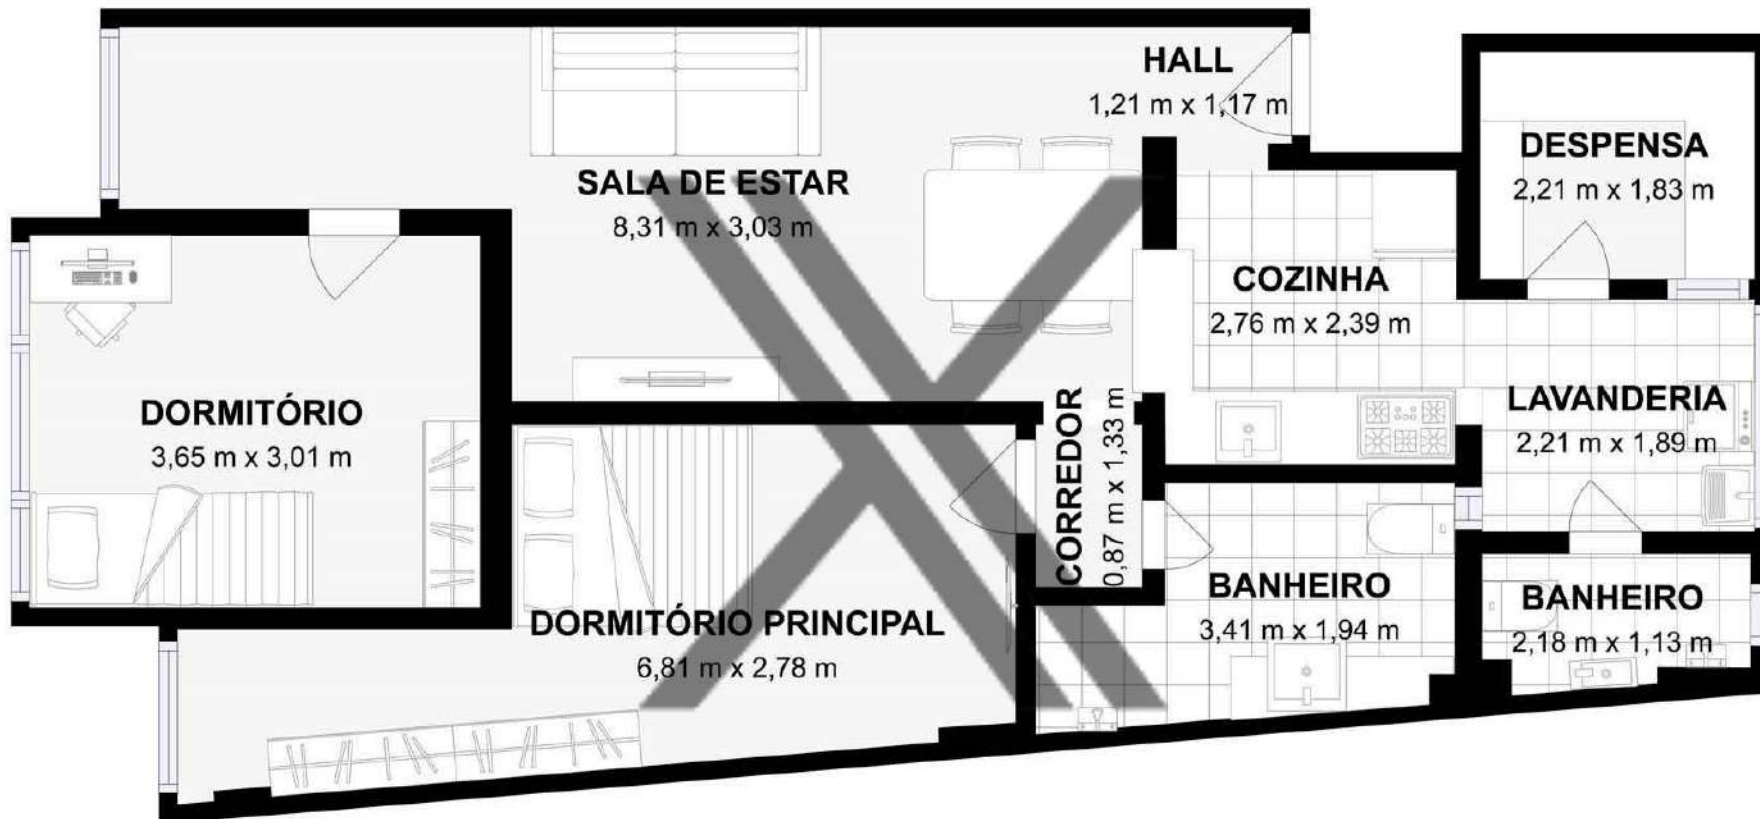 HALL
1,21 m x 1,17 m
DESPENSA
2,21 m x 1,83 m
SALA DE ESTAR
8,31 m x 3,03 m
COZINHA
2,76 m x 2,39 m
DORMITÓRIO
3,65 m x 3,01 m
CORREDOR
0,87 m x 1,33 m
LAVANDERIA
2,21 m x 1,89 m
DORMITÓRIO PRINCIPAL
6,81 m x 2,78 m
BANHEIRO
3,41 m x 1,94 m
BANHEIRO
2,18 m x 1,13 m